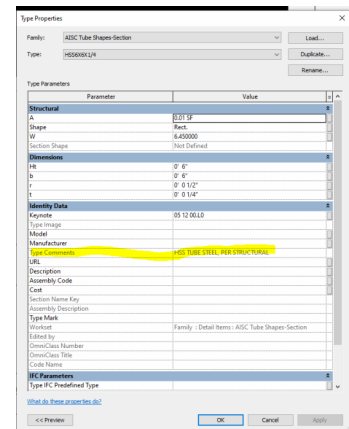 Type Properties
Family: AISC Tube Shapes-Section Load...
Type: HSS6X6X1/4 Duplicate...
Rename...
Type Parameters
Parameter Value
Structural
A 0.01 SF
Shape Rect.
W 6.450000
Section Shape Not Defined
Dimensions
Ht 0' 6"
b 0' 6"
r 0' 0 1/2"
t 0' 0 1/4"
Identity Data
Keynote 05 12 00.L0
Type Image
Model
Manufacturer
Type Comments HSS TUBE STEEL, PER STRUCTURAL
URL
Description
Assembly Code
Cost
Section Name Key
Assembly Description
Type Mark
Workset Family : Detail Items : AISC Tube Shapes-Section
Edited by
OmniClass Number
OmniClass Title
Code Name
IFC Parameters
Type IFC Predefined Type
What do these properties do?
<< Preview OK Cancel Apply